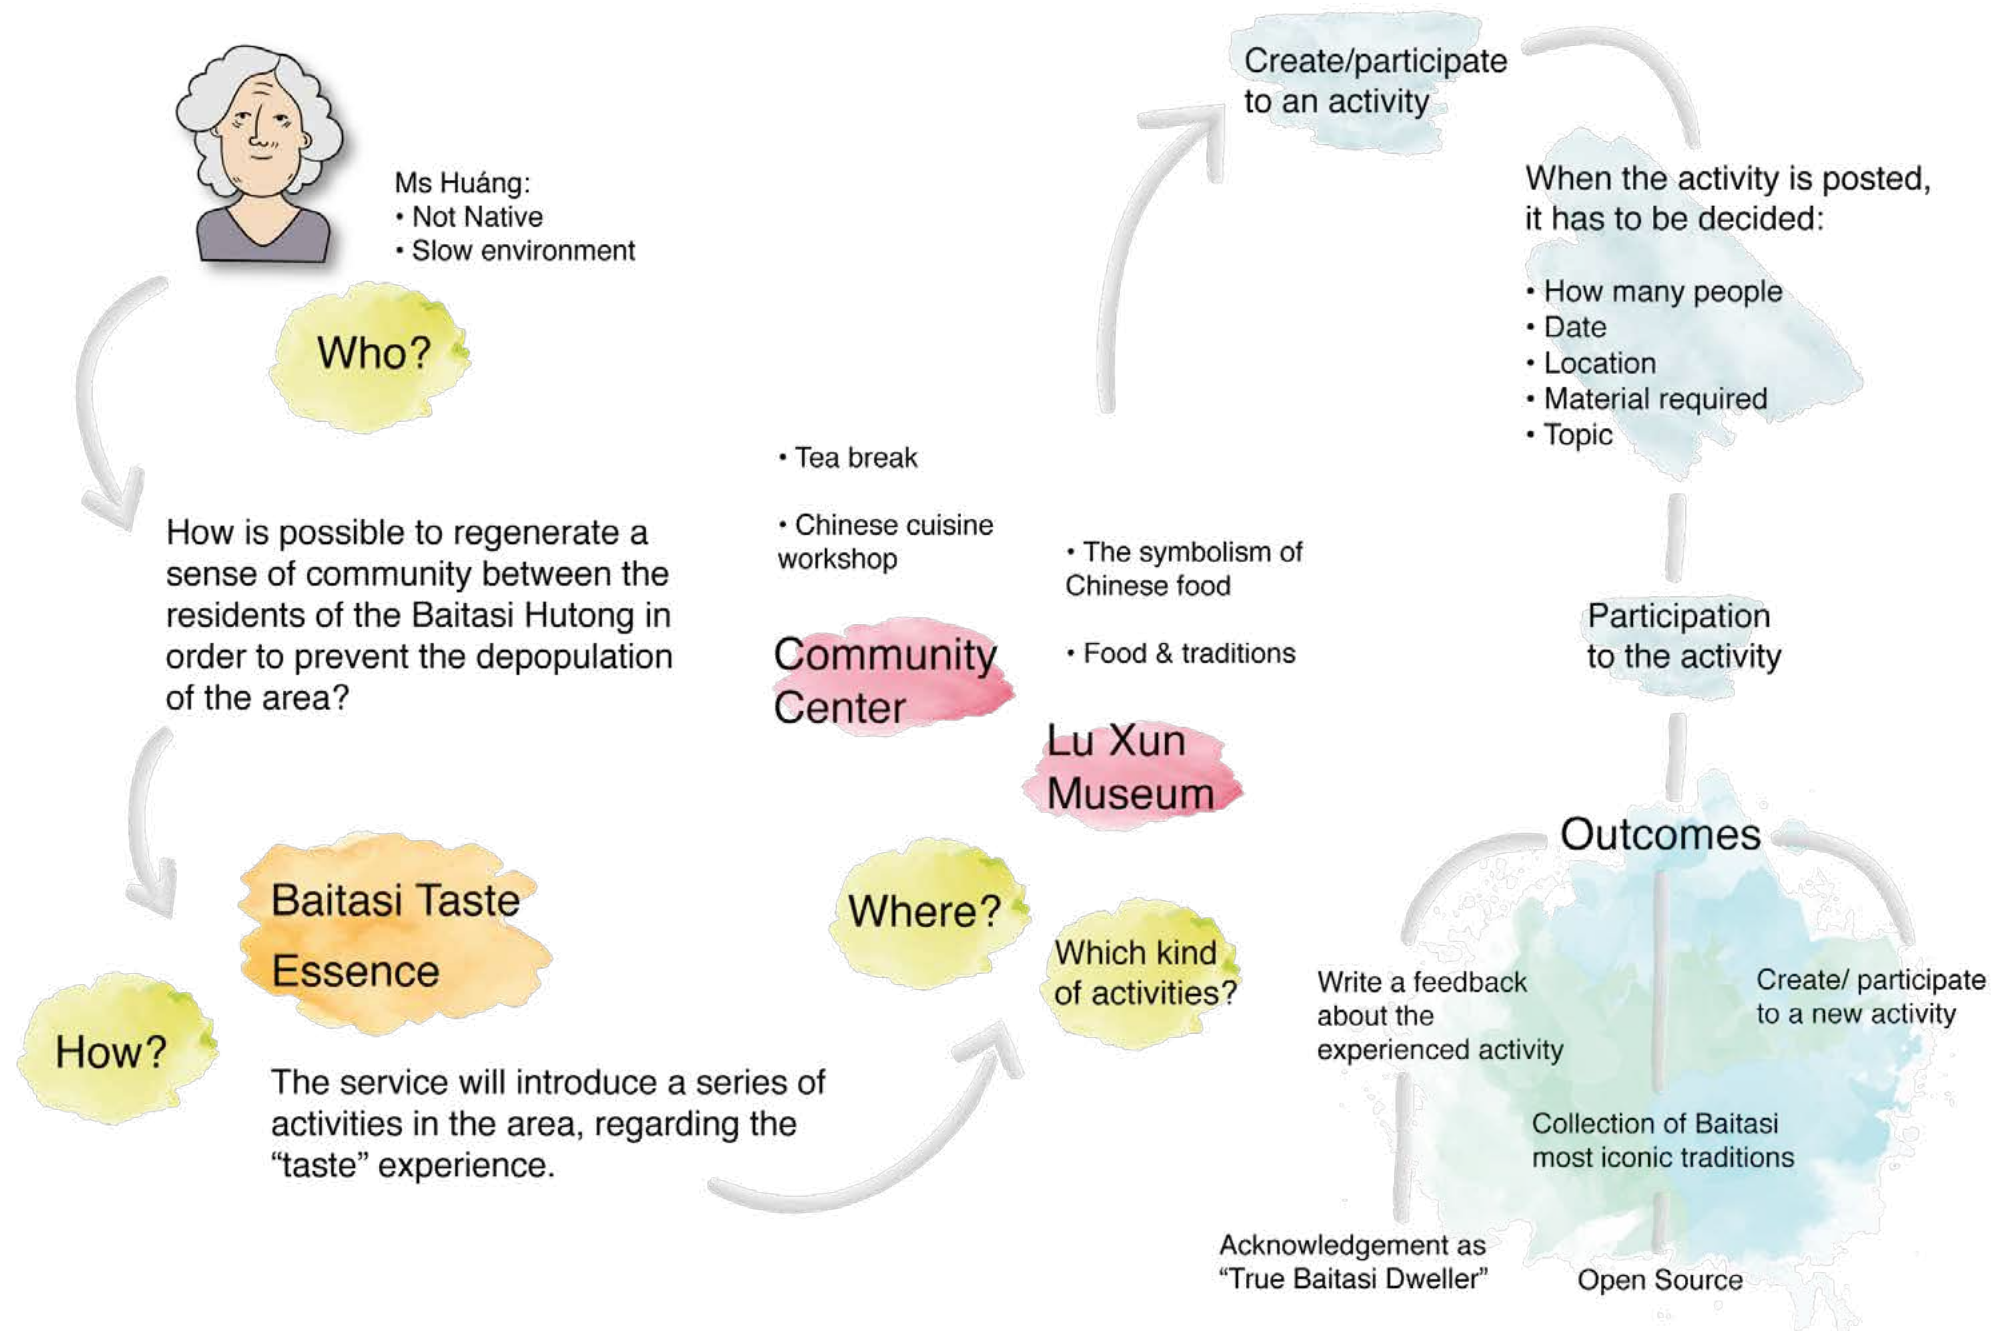 Ms Huáng:
• Not Native
• Slow environment
Who?
How is possible to regenerate a
sense of community between the
residents of the Baitasi Hutong in
order to prevent the depopulation
of the area?
Baitasi Taste
Essence
How?
The service will introduce a series of
activities in the area, regarding the
“taste” experience.
• Tea break
• Chinese cuisine
workshop
Community
Center
• The symbolism of
Chinese food
• Food & traditions
Lu Xun
Museum
Where?
Which kind
of activities?
Create/participate
to an activity
When the activity is posted,
it has to be decided:
• How many people
• Date
• Location
• Material required
• Topic
Participation
to the activity
Outcomes
Write a feedback
about the
experienced activity
Acknowledgement as
“True Baitasi Dweller”
Collection of Baitasi
most iconic traditions
Open Source
Create/ participate
to a new activity